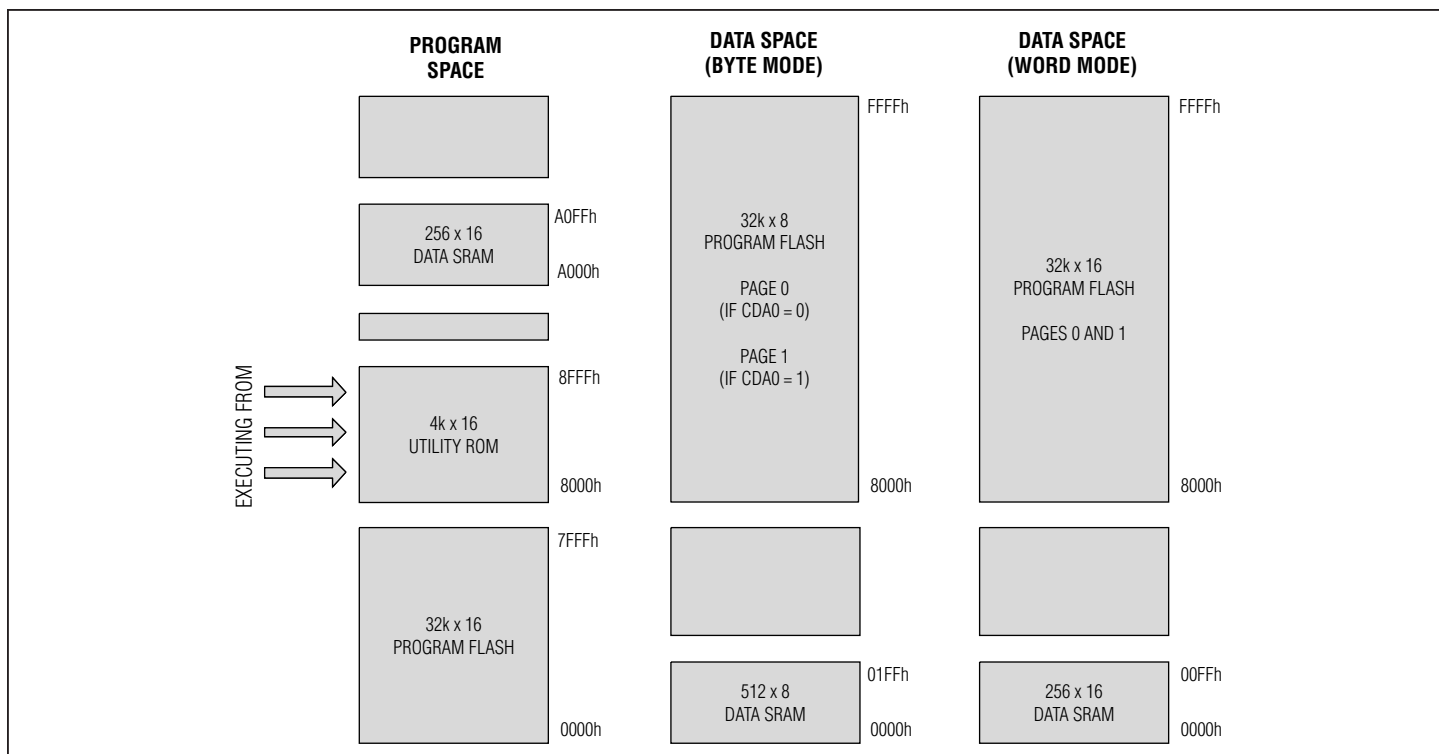 PROGRAM
SPACE
A0FFh
256 x 16
DATA SRAM
A000h
EXECUTING FROM
8FFFh
4k x 16
UTILITY ROM
8000h
7FFFh
32k x 16
PROGRAM FLASH
0000h
DATA SPACE
(BYTE MODE)
FFFFh
32k x 8
PROGRAM FLASH
PAGE 0
(IF CDA0 = 0)
PAGE 1
(IF CDA0 = 1)
8000h
01FFh
512 x 8
DATA SRAM
0000h
DATA SPACE
(WORD MODE)
FFFFh
32k x 16
PROGRAM FLASH
PAGES 0 AND 1
8000h
00FFh
256 x 16
DATA SRAM
0000h